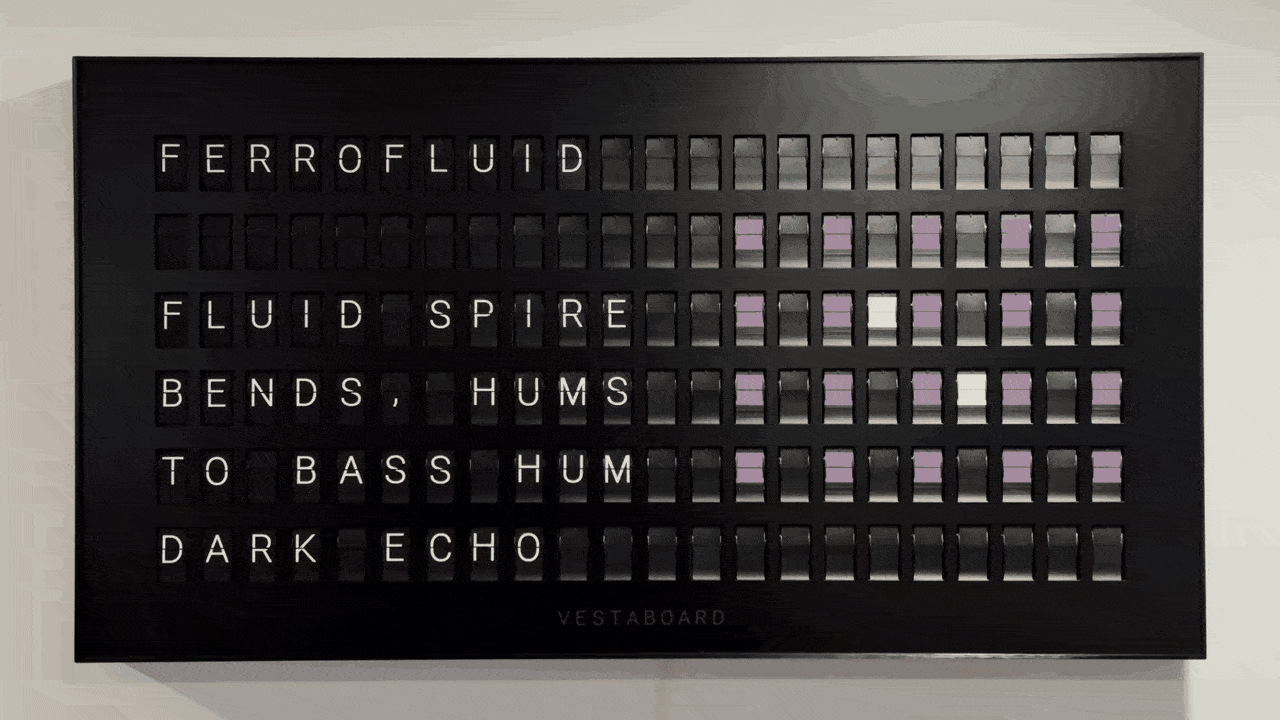 FERROFLUID
FLUID SPIRE
BENDS, HUMS
TO BASS HUM
DARK ECHO
VESTABOARD